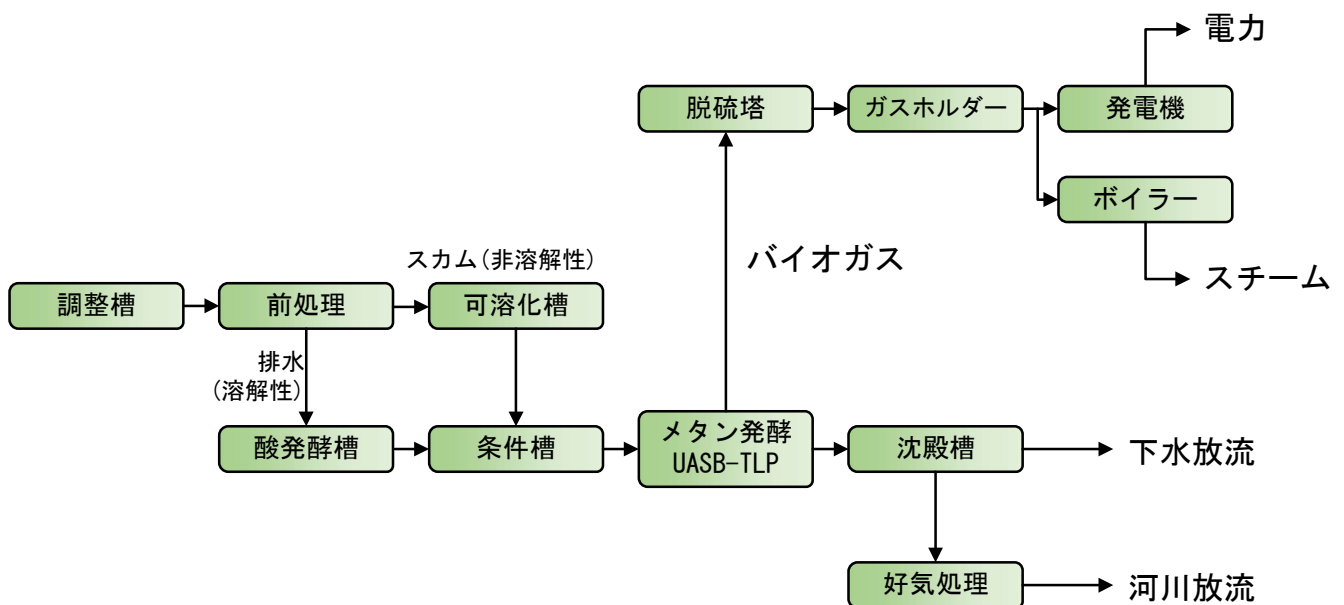 電力
脱硫塔
ガスホルダー
発電機
ボイラー
バイオガス
スチーム
スカム(非溶解性)
調整槽
前処理
可溶化槽
排水
(溶解性)
酸発酵槽
条件槽
メタン発酵
UASB-TLP
沈殿槽
下水放流
好気処理
河川放流